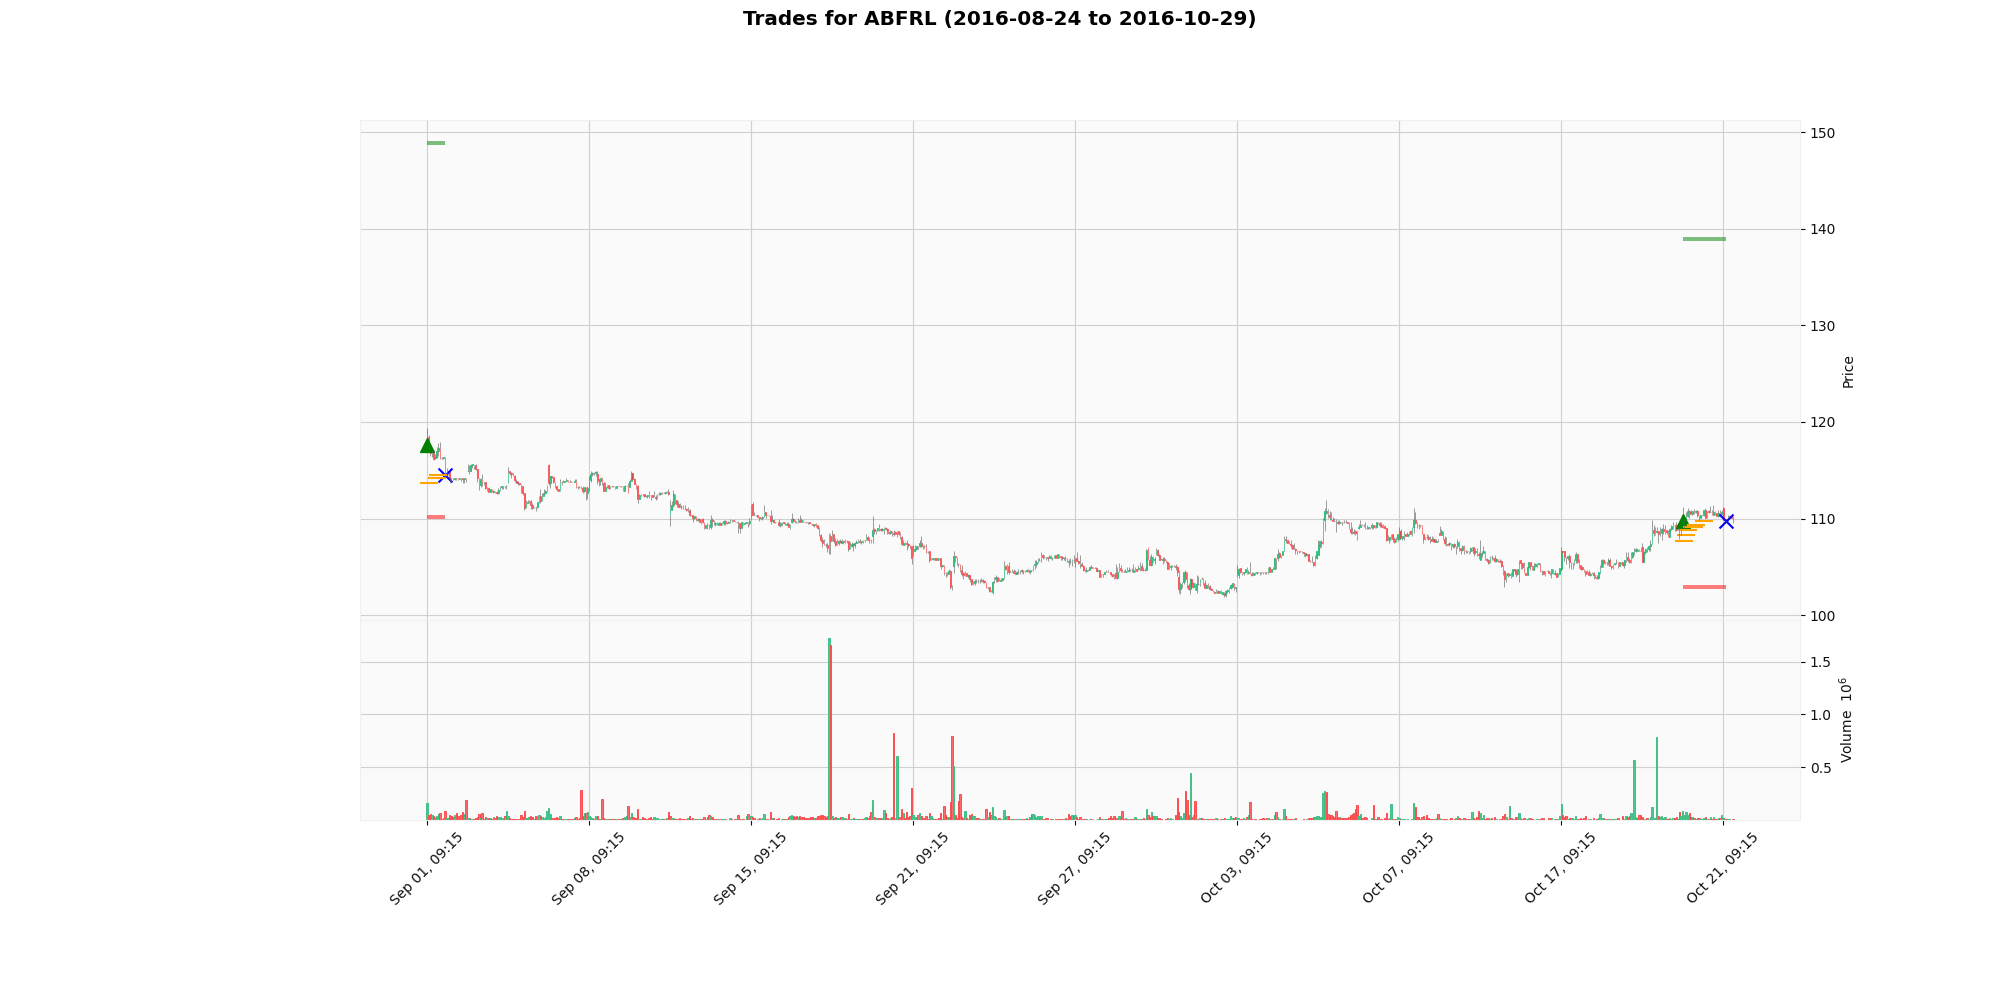 Trades for ABFRL (2016-08-24 to 2016-10-29)
150
140
130
120
110
100
Price
1.5
1.0
0.5
Volume 10^6
Sep 01, 09:15
Sep 08, 09:15
Sep 15, 09:15
Sep 21, 09:15
Sep 27, 09:15
Oct 03, 09:15
Oct 07, 09:15
Oct 17, 09:15
Oct 21, 09:15